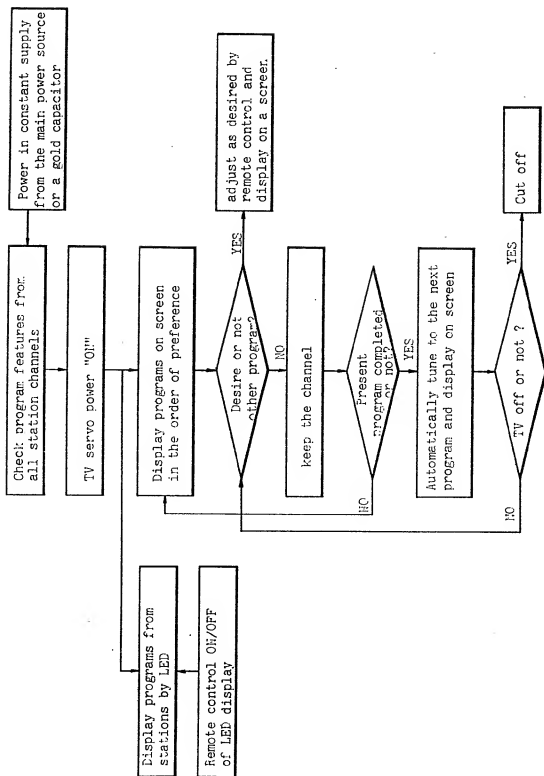 Power in constant supply
from the main power source
or a gold capacitor
Check program features from
all station channels
TV servo power "ON"
Display programs from
stations by LED
Remote control ON/OFF
of LED display
Display programs on screen
in the order of preference
Desire or not
other program?
YES
adjust as desired by
remote control and
display on a screen.
NO
keep the channel
Present
program completed
or not?
NO
YES
Automatically tune to the next
program and display on screen
TV off or not ?
NO
YES
Cut off